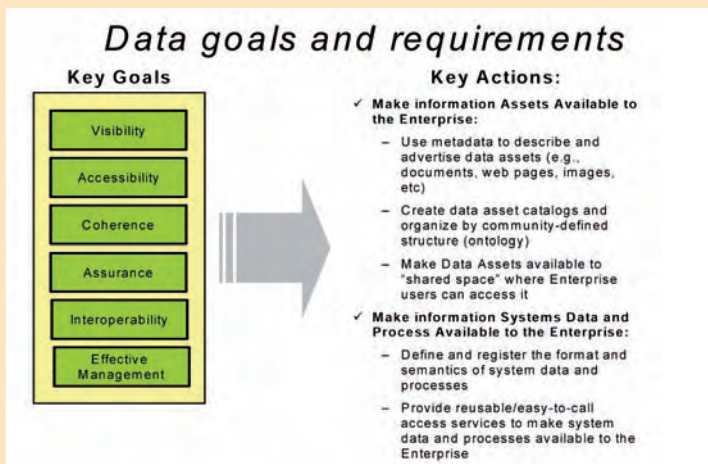 Data goals and requirements
Key Goals
Visibility
Accessibility
Coherence
Assurance
Interoperability
Effective
Management
Key Actions:
✓ Make information Assets Available to
the Enterprise:
– Use metadata to describe and
advertise data assets (e.g.,
documents, web pages, images,
etc)
– Create data asset catalogs and
organize by community-defined
structure (ontology)
– Make Data Assets available to
"shared space" where Enterprise
users can access it
✓ Make information Systems Data and
Process Available to the Enterprise:
– Define and register the format and
semantics of system data and
processes
– Provide reusable/easy-to-call
access services to make system
data and processes available to the
Enterprise